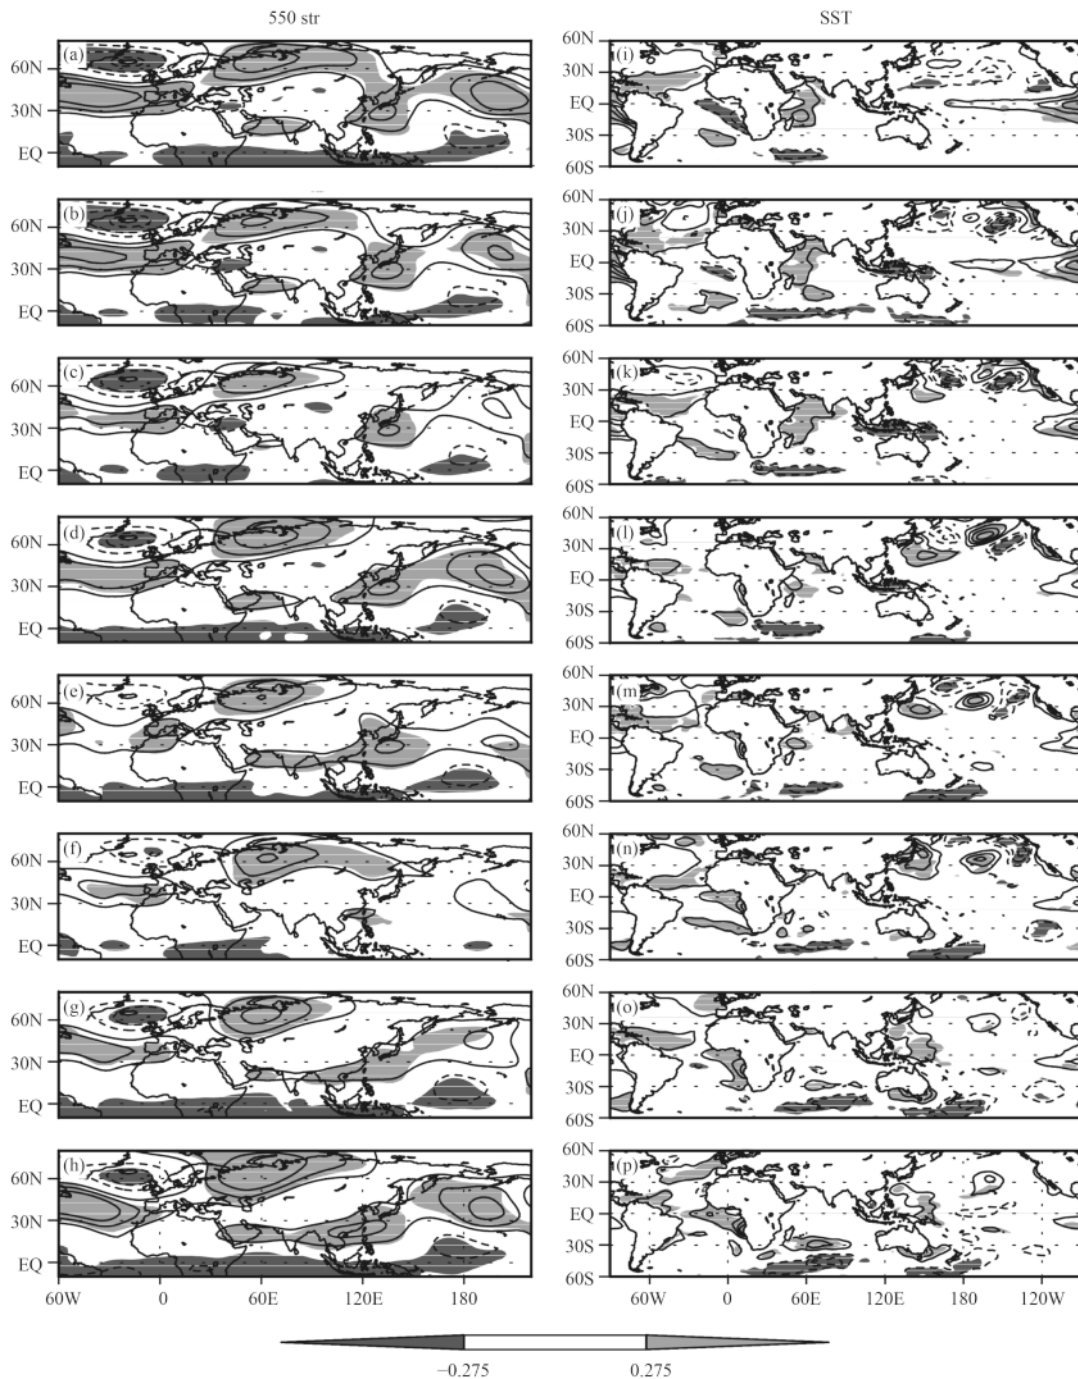 550 str SST
(a) (i)
60N 60N
30N 30N
EQ
EQ 30S
60S
(b) (j)
60N 60N
30N 30N
EQ
EQ 30S
60S
(c) (k)
60N 60N
30N 30N
EQ
EQ 30S
60S
(d) (l)
60N 60N
30N 30N
EQ
EQ 30S
60S
(e) (m)
60N 60N
30N 30N
EQ
EQ 30S
60S
(f) (n)
60N 60N
30N 30N
EQ
EQ 30S
60S
(g) (o)
60N 60N
30N 30N
EQ
EQ 30S
60S
(h) (p)
60N 60N
30N 30N
EQ
EQ 30S
60S
60W 0 60E 120E 180 60W 0 60E 120E 180 120W
−0.275 0.275